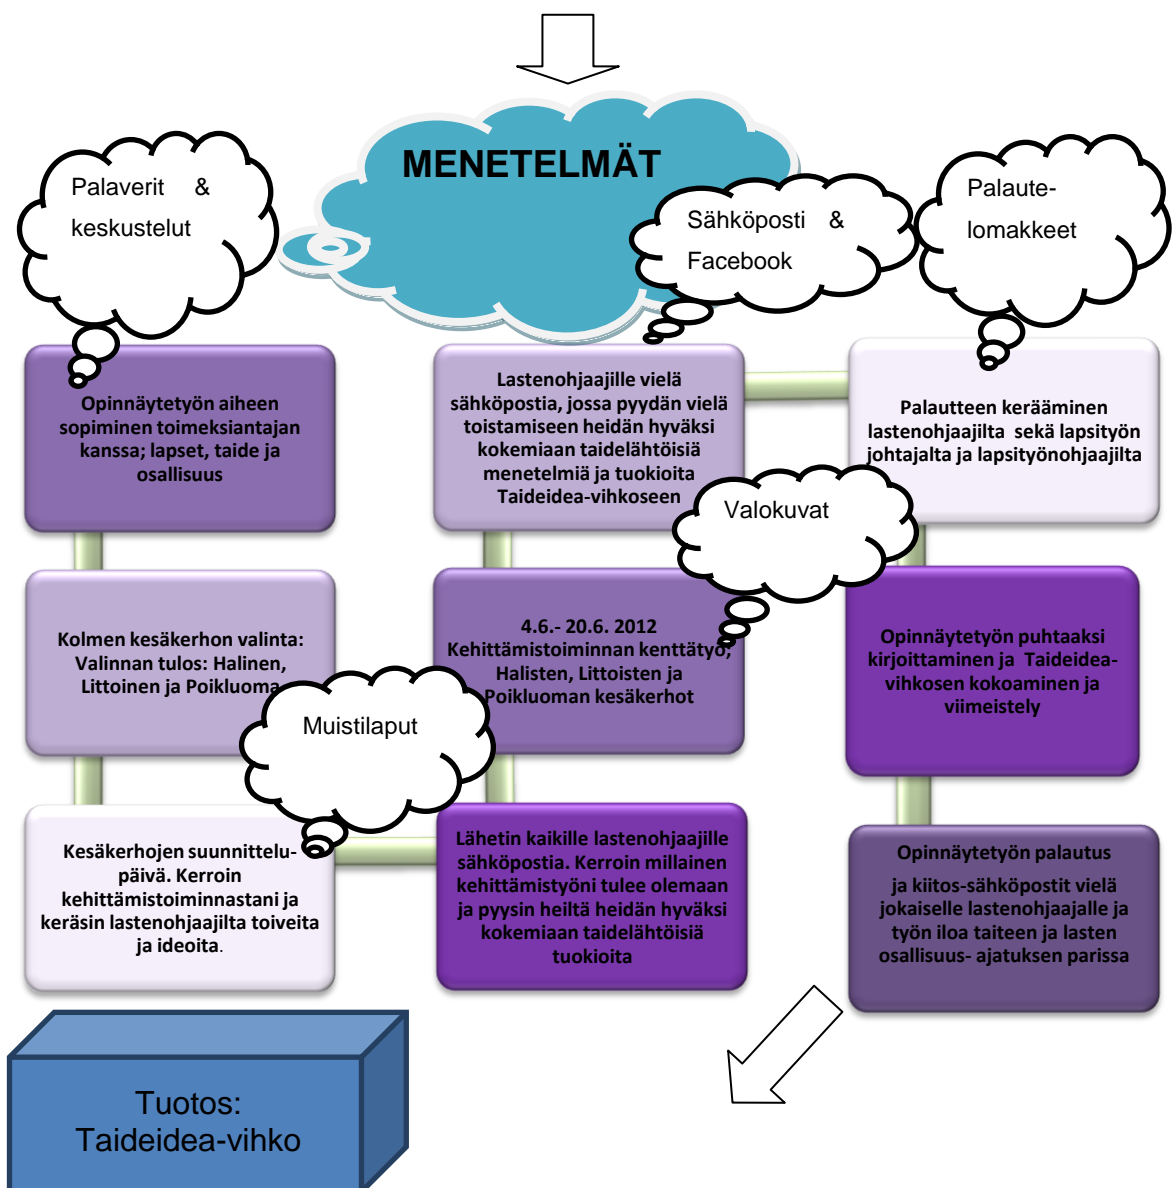 MENETELMÄT
Palaverit &
keskustelut
Sähköposti &
Facebook
Palaute-
lomakkeet
Opinnäytetyön aiheen
sopiminen toimeksiantajan
kanssa; lapset, taide ja
osallisuus
Kolmen kesäkerhon valinta:
Valinnan tulos: Halinen,
Littoinen ja Poikluoma
Muistilaput
Kesäkerhojen suunnittelu-
päivä. Kerroin
kehittämistoiminnastani ja
keräsin lastenohjaajilta toiveita
ja ideoita.
Lähetin kaikille lastenohjaajille
sähköpostia. Kerroin millainen
kehittämistyöni tulee olemaan
ja pyysin heiltä heidän hyväksi
kokemiaan taidelähtöisiä
tuokioita
4.6.- 20.6. 2012
Kehittämistoiminnan kenttätyö;
Halisten, Littoisten ja
Poikluoman kesäkerhot
Valokuvat
Lastenohjaajille vielä
sähköpostia, jossa pyydän vielä
toistamiseen heidän hyväksi
kokemiaan taidelähtöisiä
menetelmiä ja tuokioita
Taideidea-vihkoseen
Palautteen kerääminen
lastenohjaajilta sekä lapsityön
johtajalta ja lapsityönohjaajilta
Opinnäytetyön puhtaaksi
kirjoittaminen ja Taideidea-
vihkosen kokoaminen ja
viimeistely
Opinnäytetyön palautus
ja kiitos-sähköpostit vielä
jokaiselle lastenohjaajalle ja
työn iloa taiteen ja lasten
osallisuus- ajatuksen parissa
Tuotos:
Taideidea-vihko